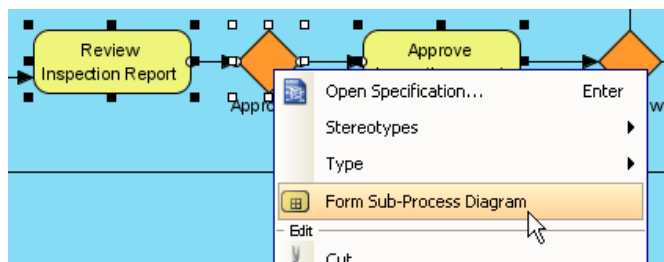 Review
Inspection Report
Approve
Open Specification... Enter
Stereotypes
Type
Form Sub-Process Diagram
Edit
Cut